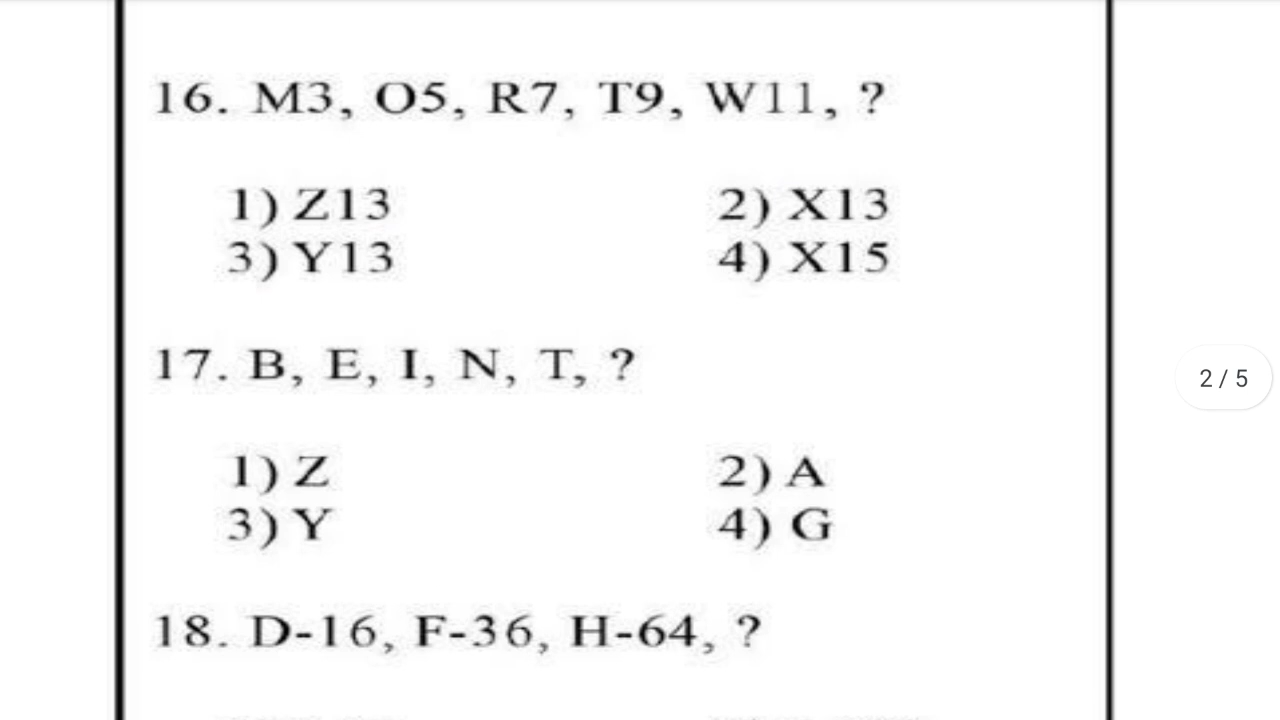 16. M3, O5, R7, T9, W11, ?
1) Z13 2) X13
3) Y13 4) X15
17. B, E, I, N, T, ?
2 / 5
1) Z 2) A
3) Y 4) G
18. D-16, F-36, H-64, ?